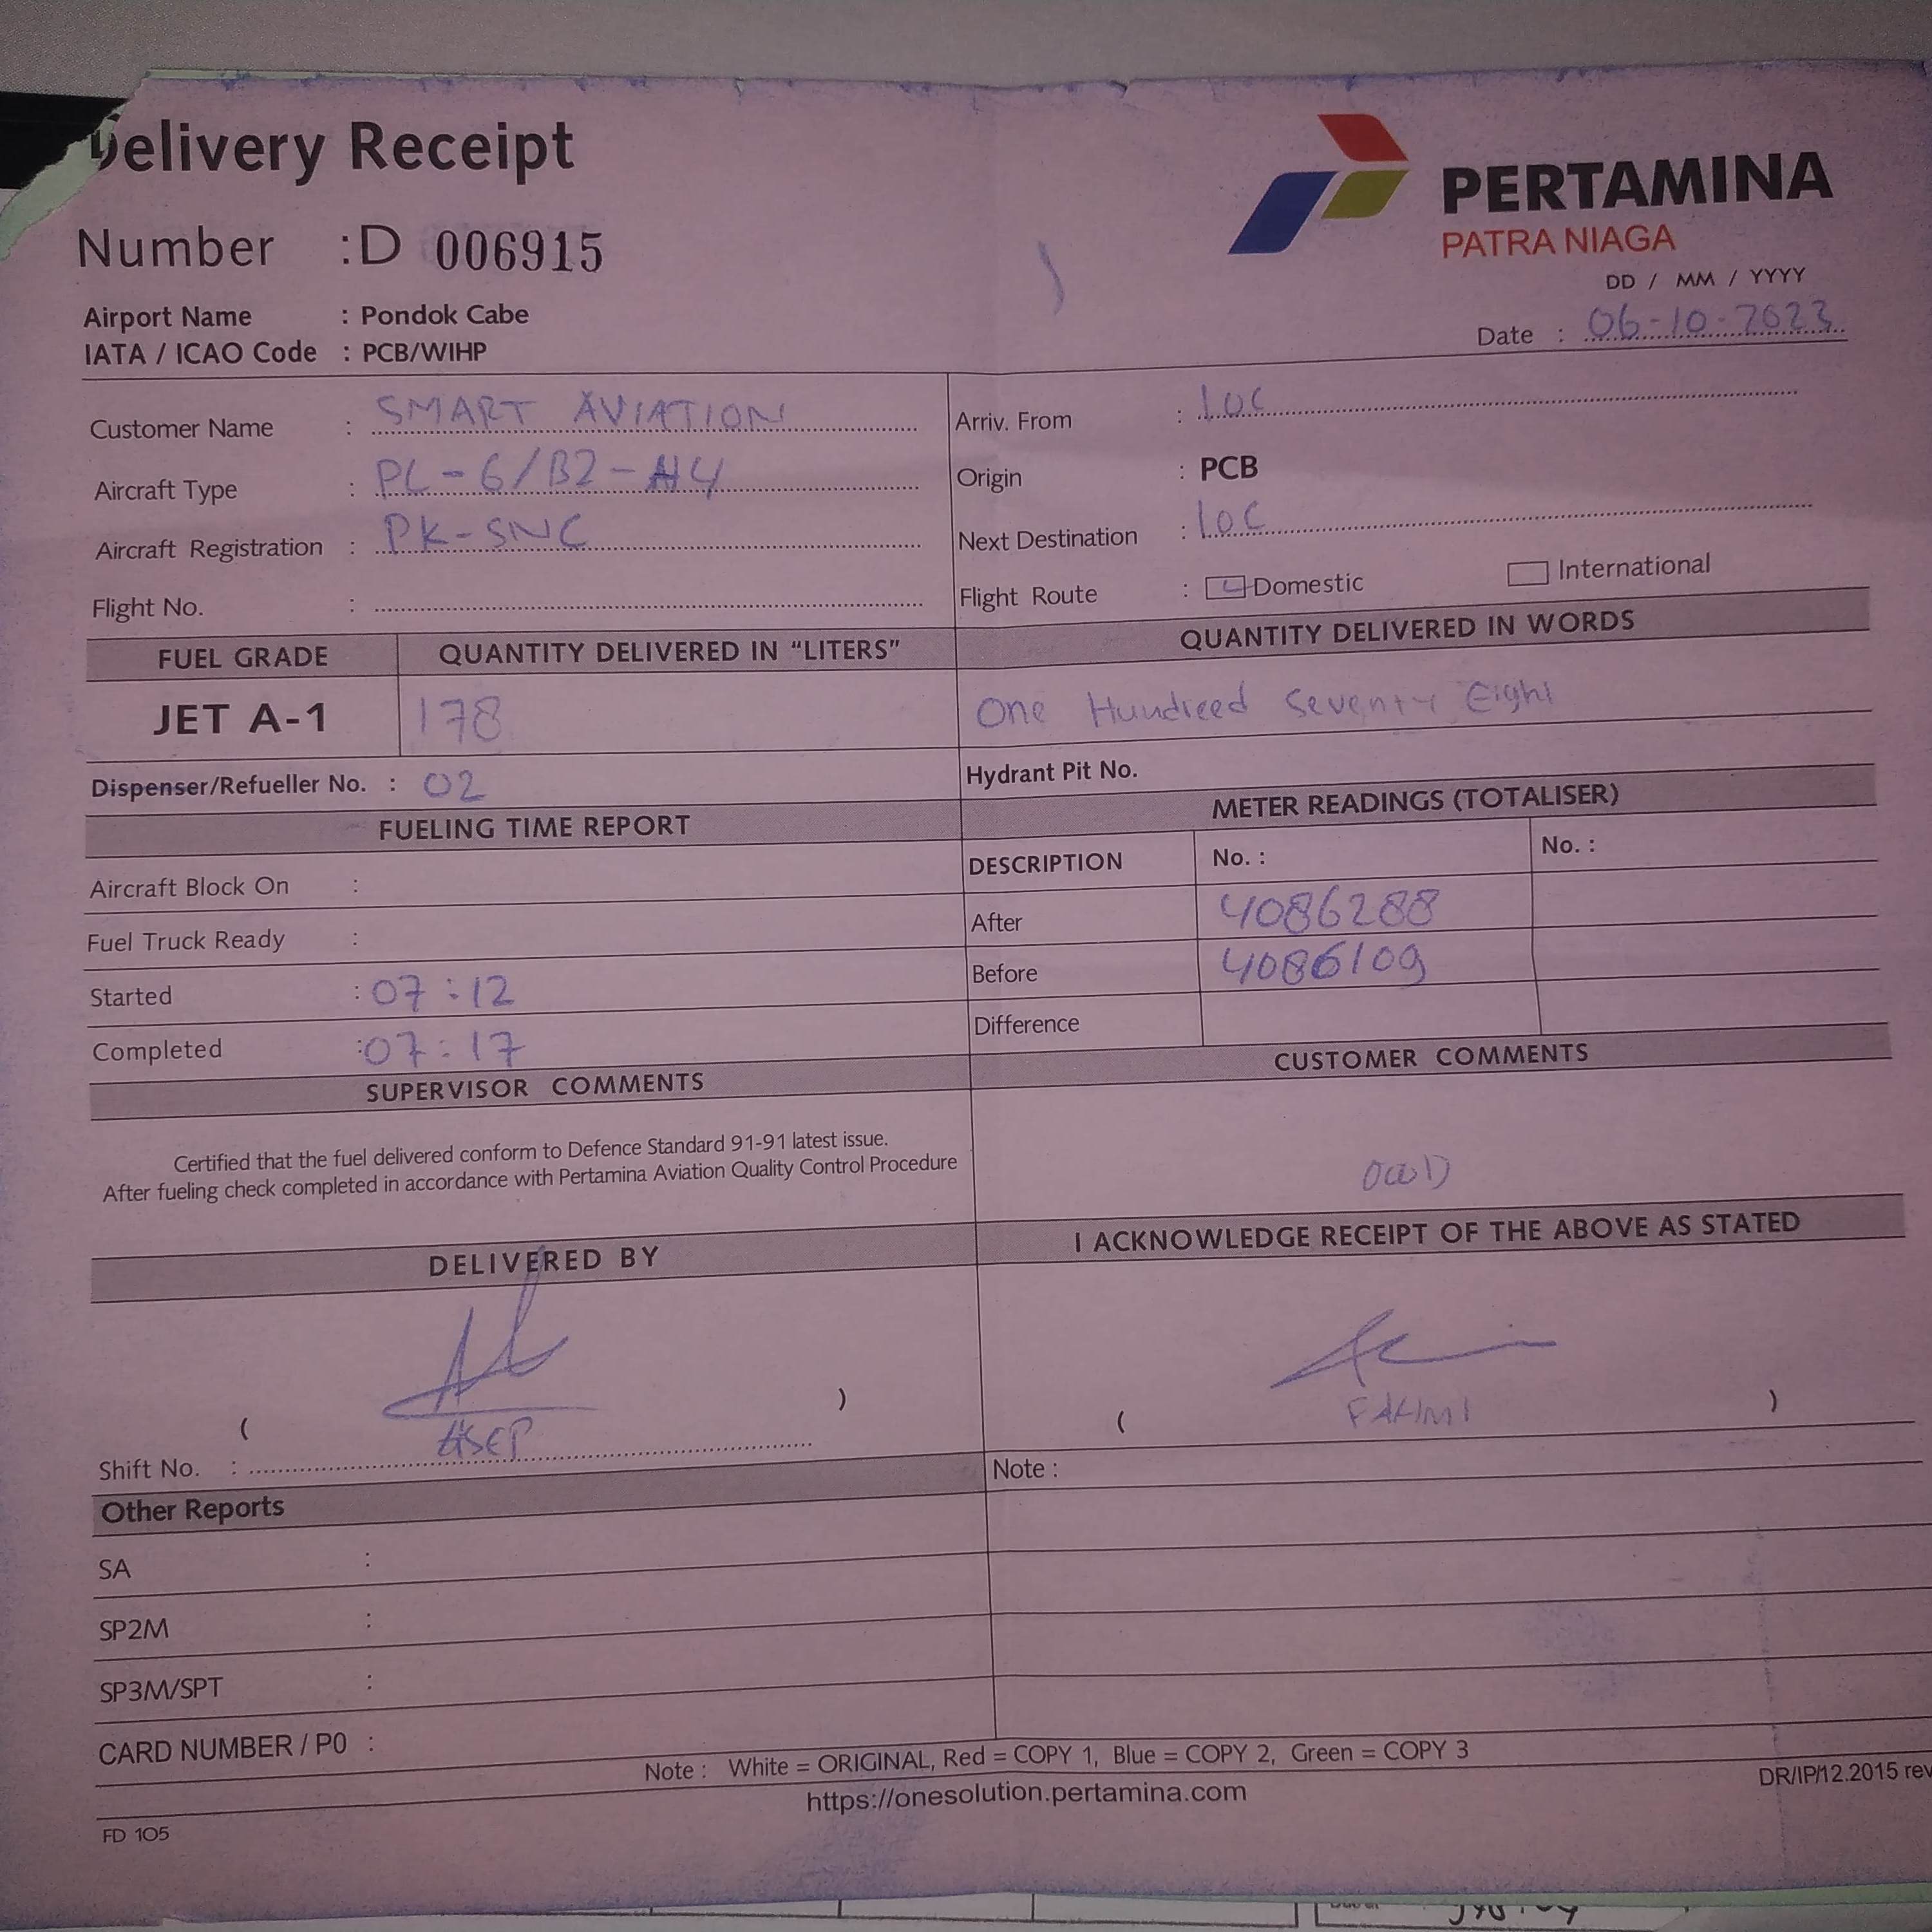 Delivery Receipt
Number : D 006915
PERTAMINA
PATRA NIAGA
Airport Name : Pondok Cabe
IATA / ICAO Code : PCB/WIHP
DD / MM / YYYY
Date : 06-10-2023
Customer Name : SMART AVIATION
Aircraft Type : PC-6/B2-H4
Aircraft Registration : PK-SNC
Flight No. :
Arriv. From : LOC
Origin : PCB
Next Destination : LOC
Flight Route : Domestic International
FUEL GRADE QUANTITY DELIVERED IN "LITERS" QUANTITY DELIVERED IN WORDS
JET A-1 178 One Hundreed Seventy Eight
Dispenser/Refueller No. : 02
Hydrant Pit No.
FUELING TIME REPORT
Aircraft Block On :
Fuel Truck Ready :
Started : 07:12
Completed : 07:17
METER READINGS (TOTALISER)
DESCRIPTION No. : No. :
After 4086288
Before 4086109
Difference
SUPERVISOR COMMENTS
Certified that the fuel delivered conform to Defence Standard 91-91 latest issue.
After fueling check completed in accordance with Pertamina Aviation Quality Control Procedure
CUSTOMER COMMENTS
DELIVERED BY
( )
ASEP
Shift No. :
I ACKNOWLEDGE RECEIPT OF THE ABOVE AS STATED
( FAHMI )
Note :
Other Reports
SA :
SP2M :
SP3M/SPT :
CARD NUMBER / P0 :
Note : White = ORIGINAL, Red = COPY 1, Blue = COPY 2, Green = COPY 3
https://onesolution.pertamina.com
DR/IP/12.2015 rev
FD 105